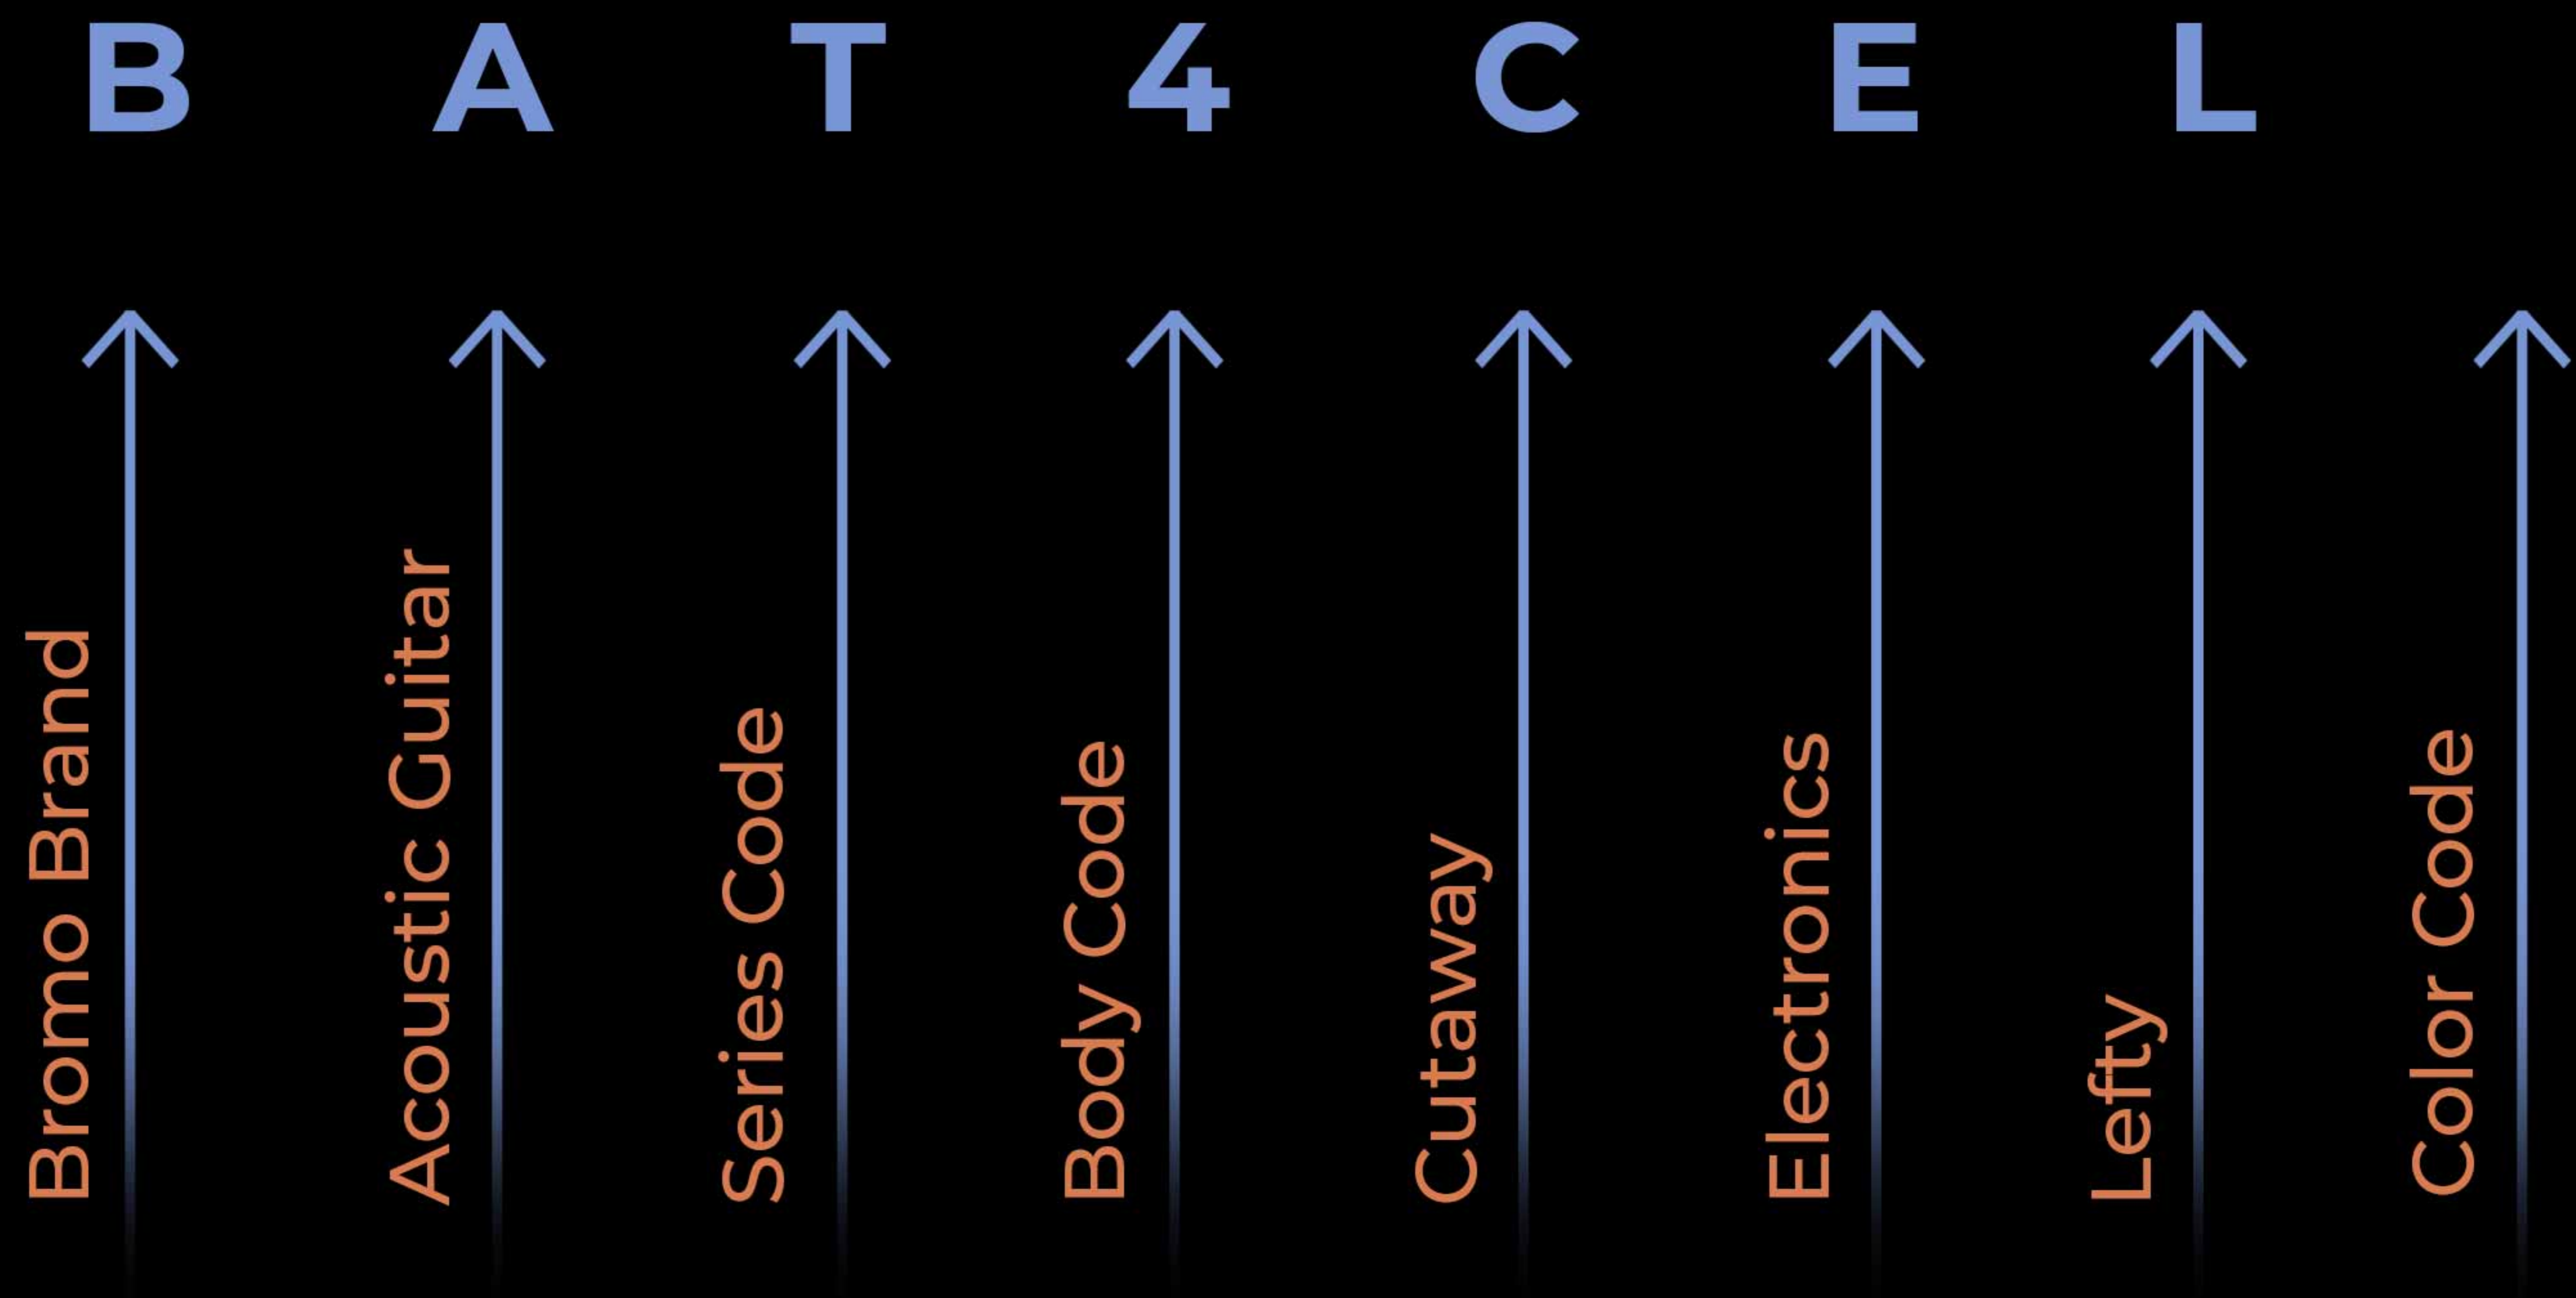 B A T 4 C E L
Bromo Brand
Acoustic Guitar
Series Code
Body Code
Cutaway
Electronics
Lefty
Color Code